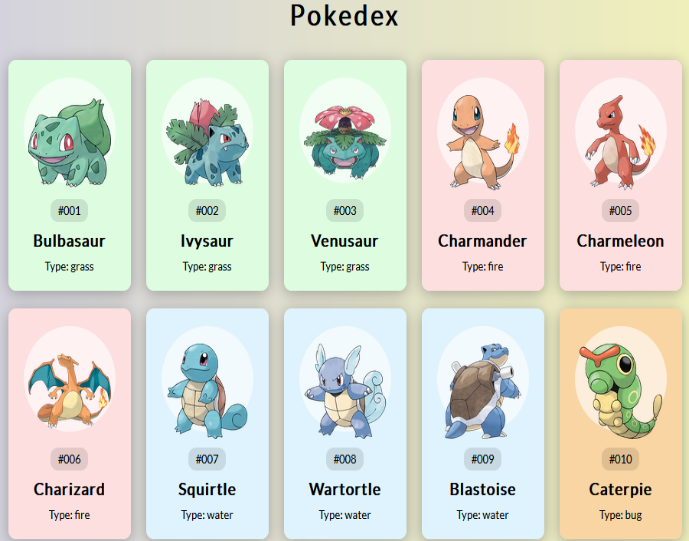 Pokedex
#001
Bulbasaur
Type: grass
#002
Ivysaur
Type: grass
#003
Venusaur
Type: grass
#004
Charmander
Type: fire
#005
Charmeleon
Type: fire
#006
Charizard
Type: fire
#007
Squirtle
Type: water
#008
Wartortle
Type: water
#009
Blastoise
Type: water
#010
Caterpie
Type: bug